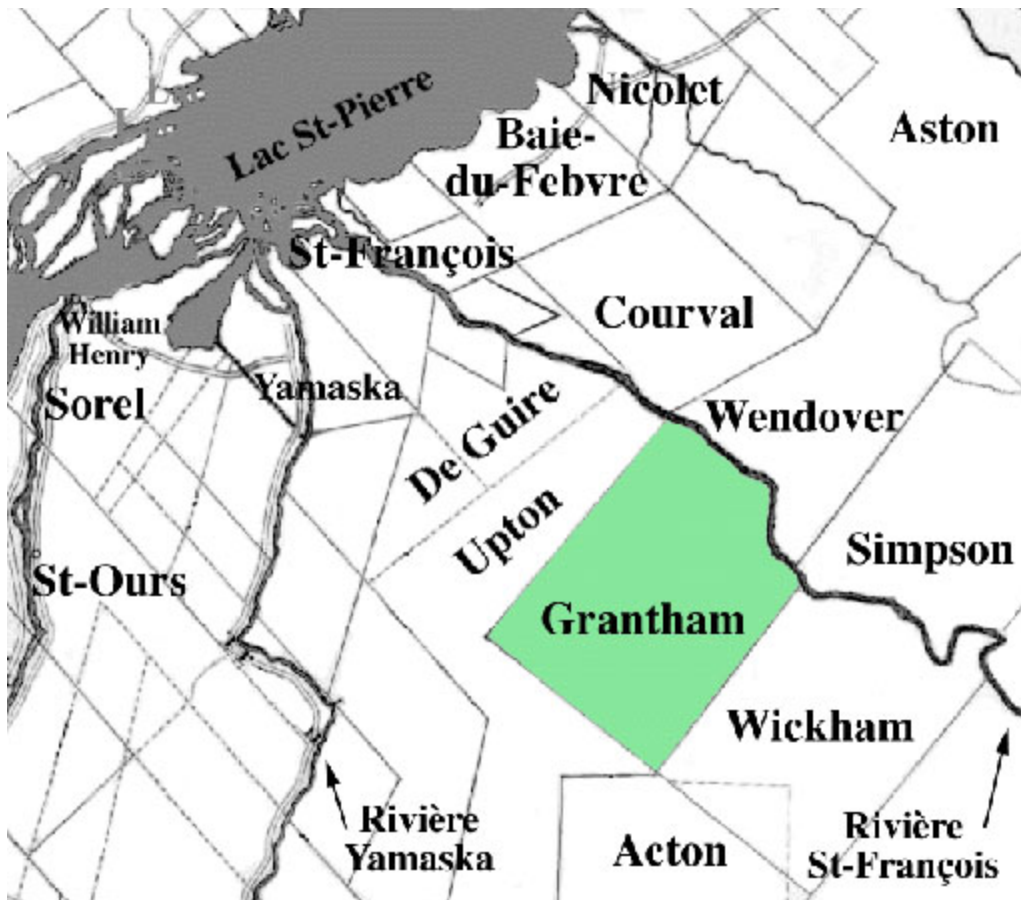 Nicolet
Lac St-Pierre
Aston
Baie-
du-Febvre
St-François
Courval
William
Henry
Yamaska
Sorel
Wendover
De Guire
Upton
Simpson
St-Ours
Grantham
Wickham
Rivière
Yamaska
Acton
Rivière
St-François